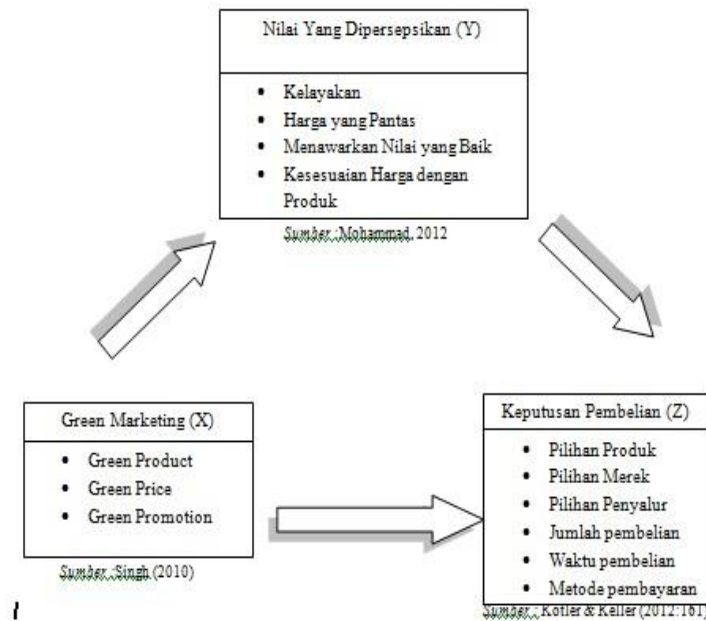 Nilai Yang Dipersepsikan (Y)
• Kelayakan
• Harga yang Pantas
• Menawarkan Nilai yang Baik
• Kesesuaian Harga dengan
Produk
Sumber :Mohammad, 2012
Green Marketing (X)
• Green Product
• Green Price
• Green Promotion
Sumber :Singh (2010)
Keputusan Pembelian (Z)
• Pilihan Produk
• Pilihan Merek
• Pilihan Penyalur
• Jumlah pembelian
• Waktu pembelian
• Metode pembayaran
Sumber : Kotler & Keller (2012:161)